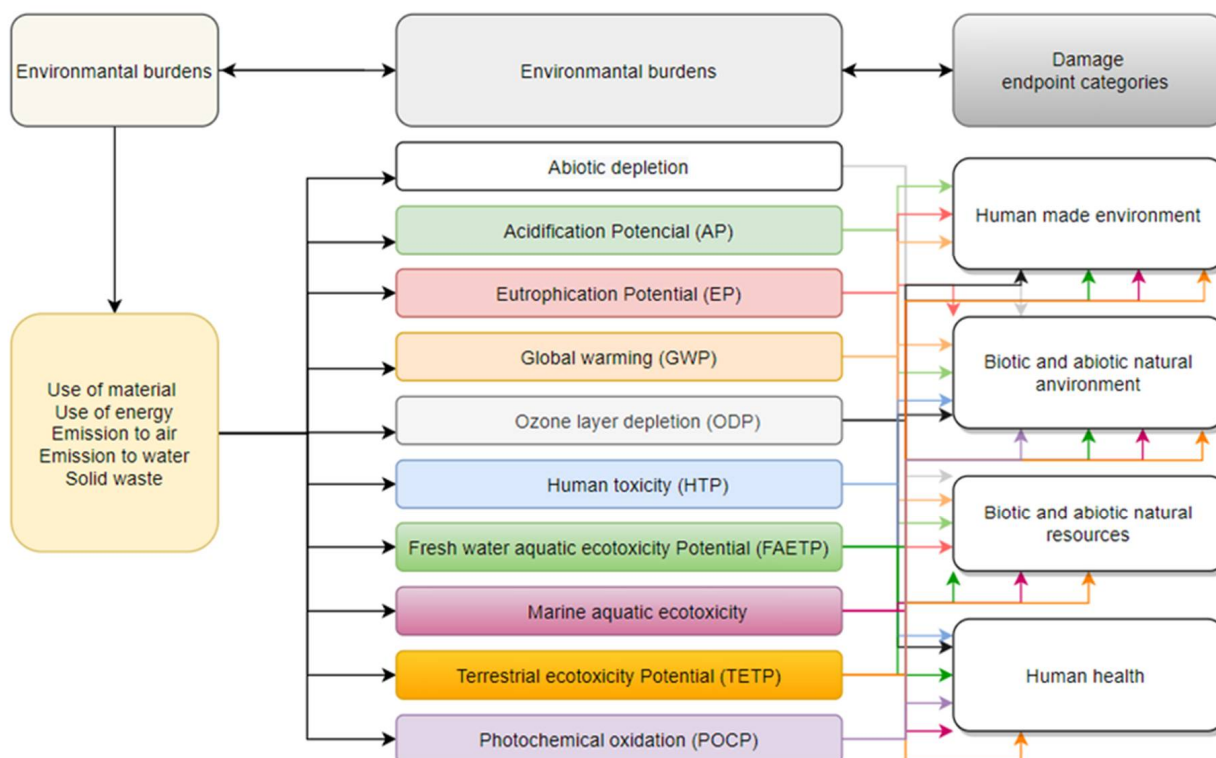 Environmantal burdens
Environmantal burdens
Damage
endpoint categories
Abiotic depletion
Acidification Potencial (AP)
Human made environment
Eutrophication Potential (EP)
Global warming (GWP)
Biotic and abiotic natural
anvironment
Use of material
Use of energy
Emission to air
Emission to water
Solid waste
Ozone layer depletion (ODP)
Human toxicity (HTP)
Biotic and abiotic natural
resources
Fresh water aquatic ecotoxicity Potential (FAETP)
Marine aquatic ecotoxicity
Terrestrial ecotoxicity Potential (TETP)
Human health
Photochemical oxidation (POCP)